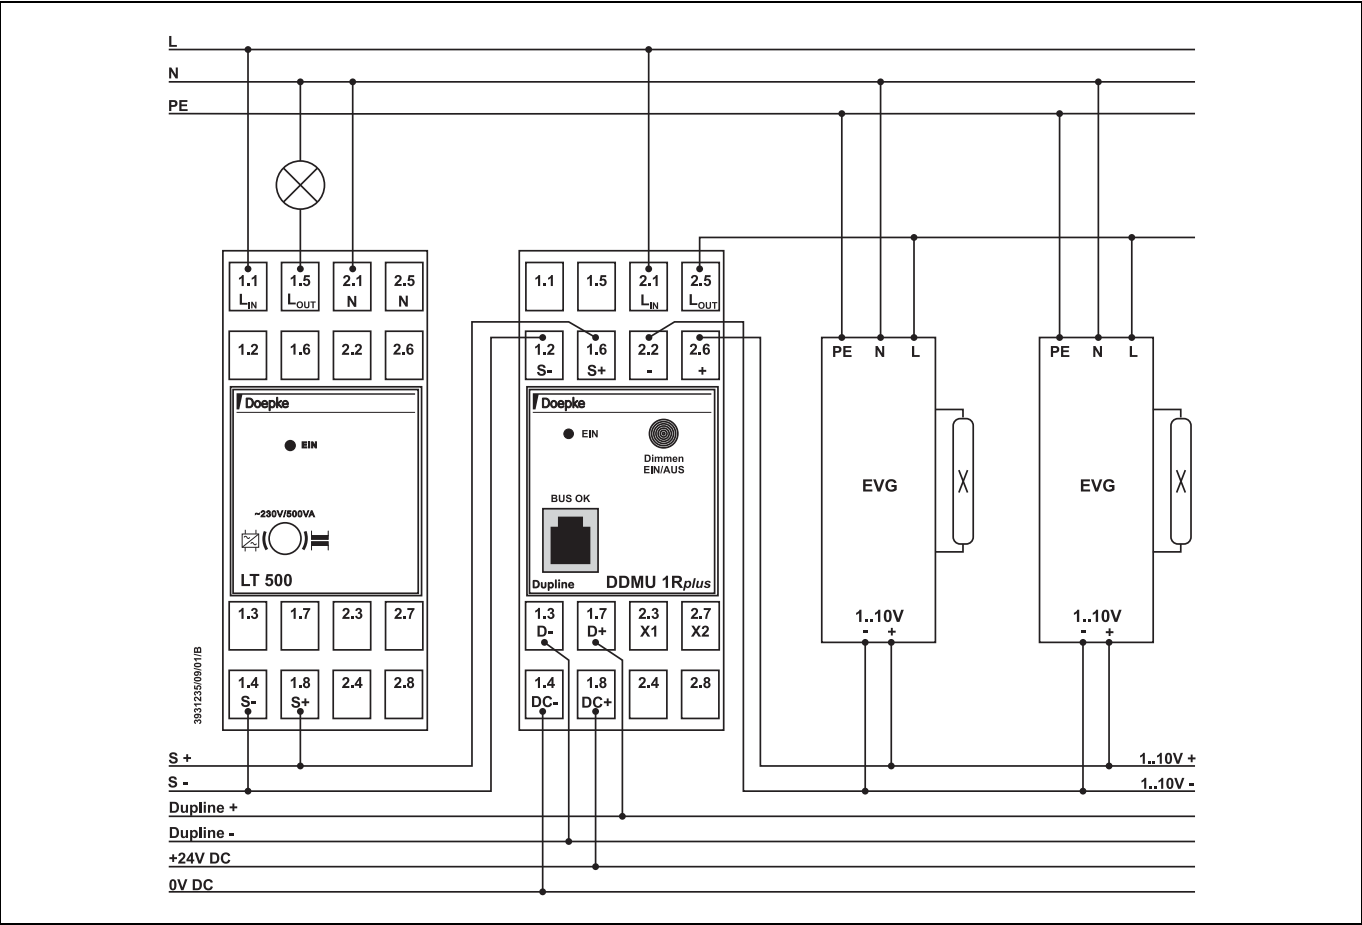 L
N
PE
1.1 1.5 2.1 2.5
LIN LOUT N N
1.2 1.6 2.2 2.6
Doepke
EIN
~230V/500VA
LT 500
1.3 1.7 2.3 2.7
1.4 1.8 2.4 2.8
S- S+
3931235/09/01/B
1.1 1.5 2.1 2.5
LIN LOUT
1.2 1.6 2.2 2.6
S- S+ - +
Doepke
EIN
Dimmen
EIN/AUS
BUS OK
Dupline DDMU 1Rplus
1.3 1.7 2.3 2.7
D- D+ X1 X2
1.4 1.8 2.4 2.8
DC- DC+
PE N L
EVG
1..10V
- +
PE N L
EVG
1..10V
- +
S +
S -
Dupline +
Dupline -
+24V DC
0V DC
1..10V +
1..10V -